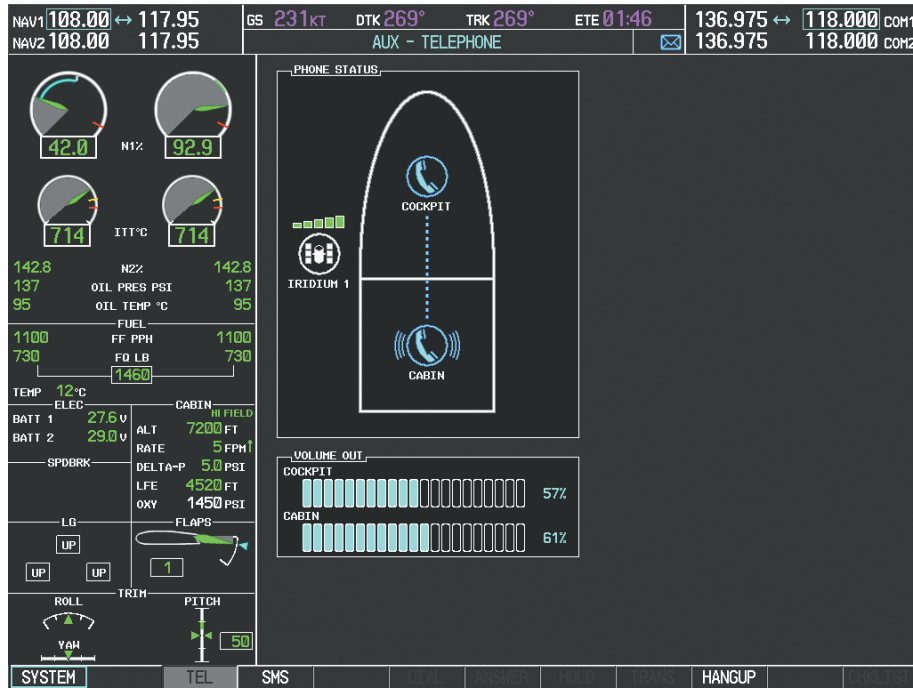 NAV1 108.00 ↔ 117.95 GS 231KT DTK 269° TRK 269° ETE 01:46 136.975 ↔ 118.000 COM1
NAV2 108.00 117.95 AUX - TELEPHONE 136.975 118.000 COM2
42.0 N1% 92.9
714 ITT°C 714
142.8 N2% 142.8
137 OIL PRES PSI 137
95 OIL TEMP °C 95
FUEL
1100 FF PPH 1100
730 FQ LB 730
1460
TEMP 12°C
ELEC
BATT 1 27.6 V
BATT 2 29.0 V
CABIN
HI FIELD
ALT 7200 FT
RATE 5 FPM↑
DELTA-P 5.0 PSI
LFE 4520 FT
OXY 1450 PSI
SPDBRK
LG
UP
UP UP
FLAPS
1
TRIM
ROLL
YAW
PITCH
50
PHONE STATUS
COCKPIT
IRIDIUM 1
CABIN
VOLUME OUT
COCKPIT
57%
CABIN
61%
SYSTEM TEL SMS DIAL ANSWER HOLD TRANS HANGUP CHKLIST